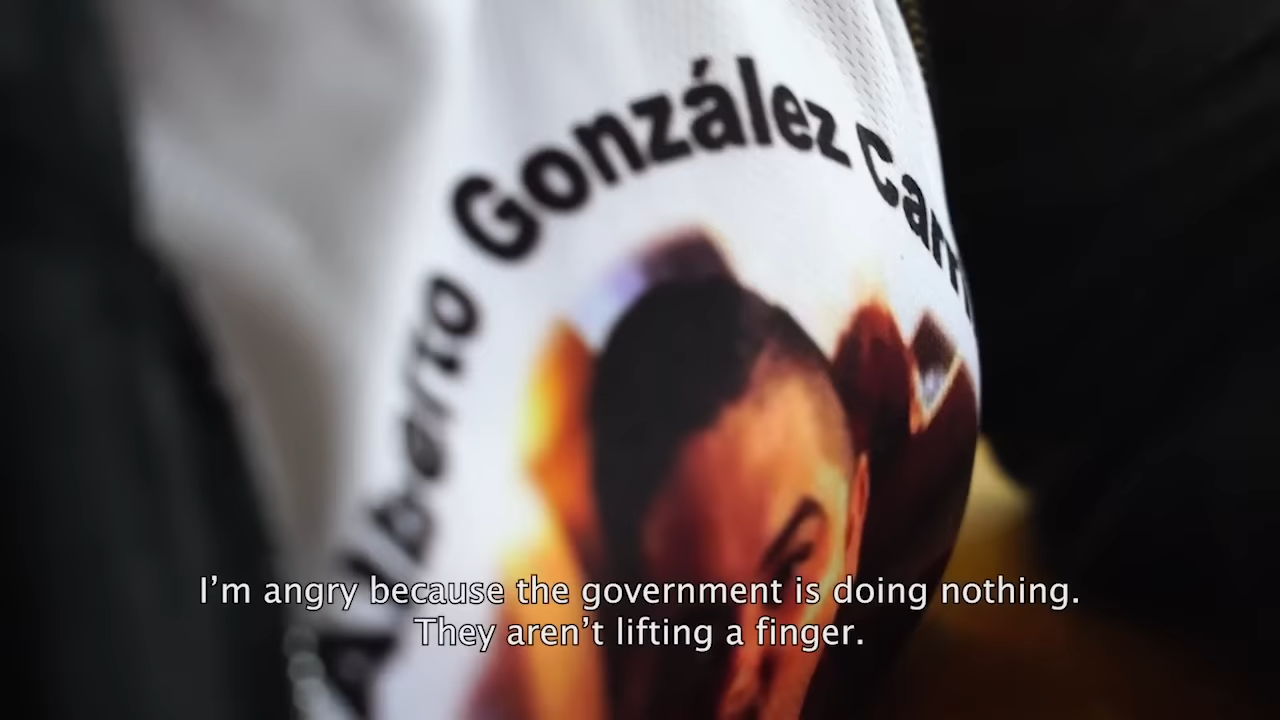 Alberto González
I’m angry because the government is doing nothing.
They aren’t lifting a finger.